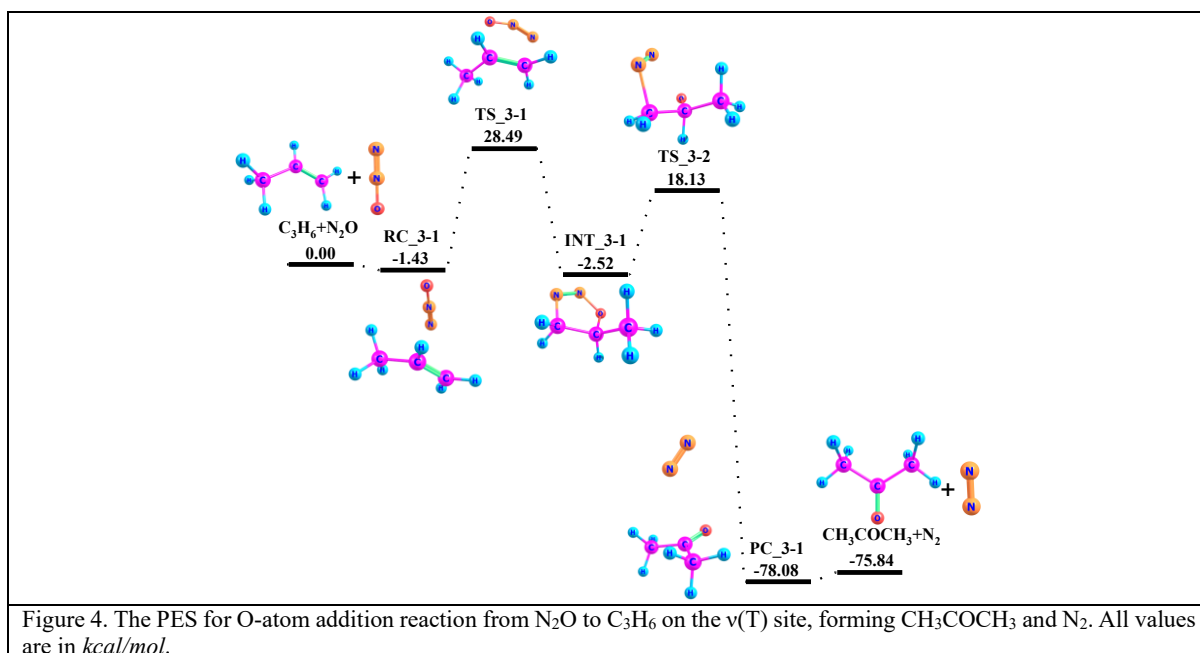 TS_3-1
28.49
TS_3-2
18.13
C₃H₆+N₂O
0.00
RC_3-1
-1.43
INT_3-1
-2.52
PC_3-1
-78.08
CH₃COCH₃+N₂
-75.84
Figure 4. The PES for O-atom addition reaction from N₂O to C₃H₆ on the ν(T) site, forming CH₃COCH₃ and N₂. All values
are in kcal/mol.